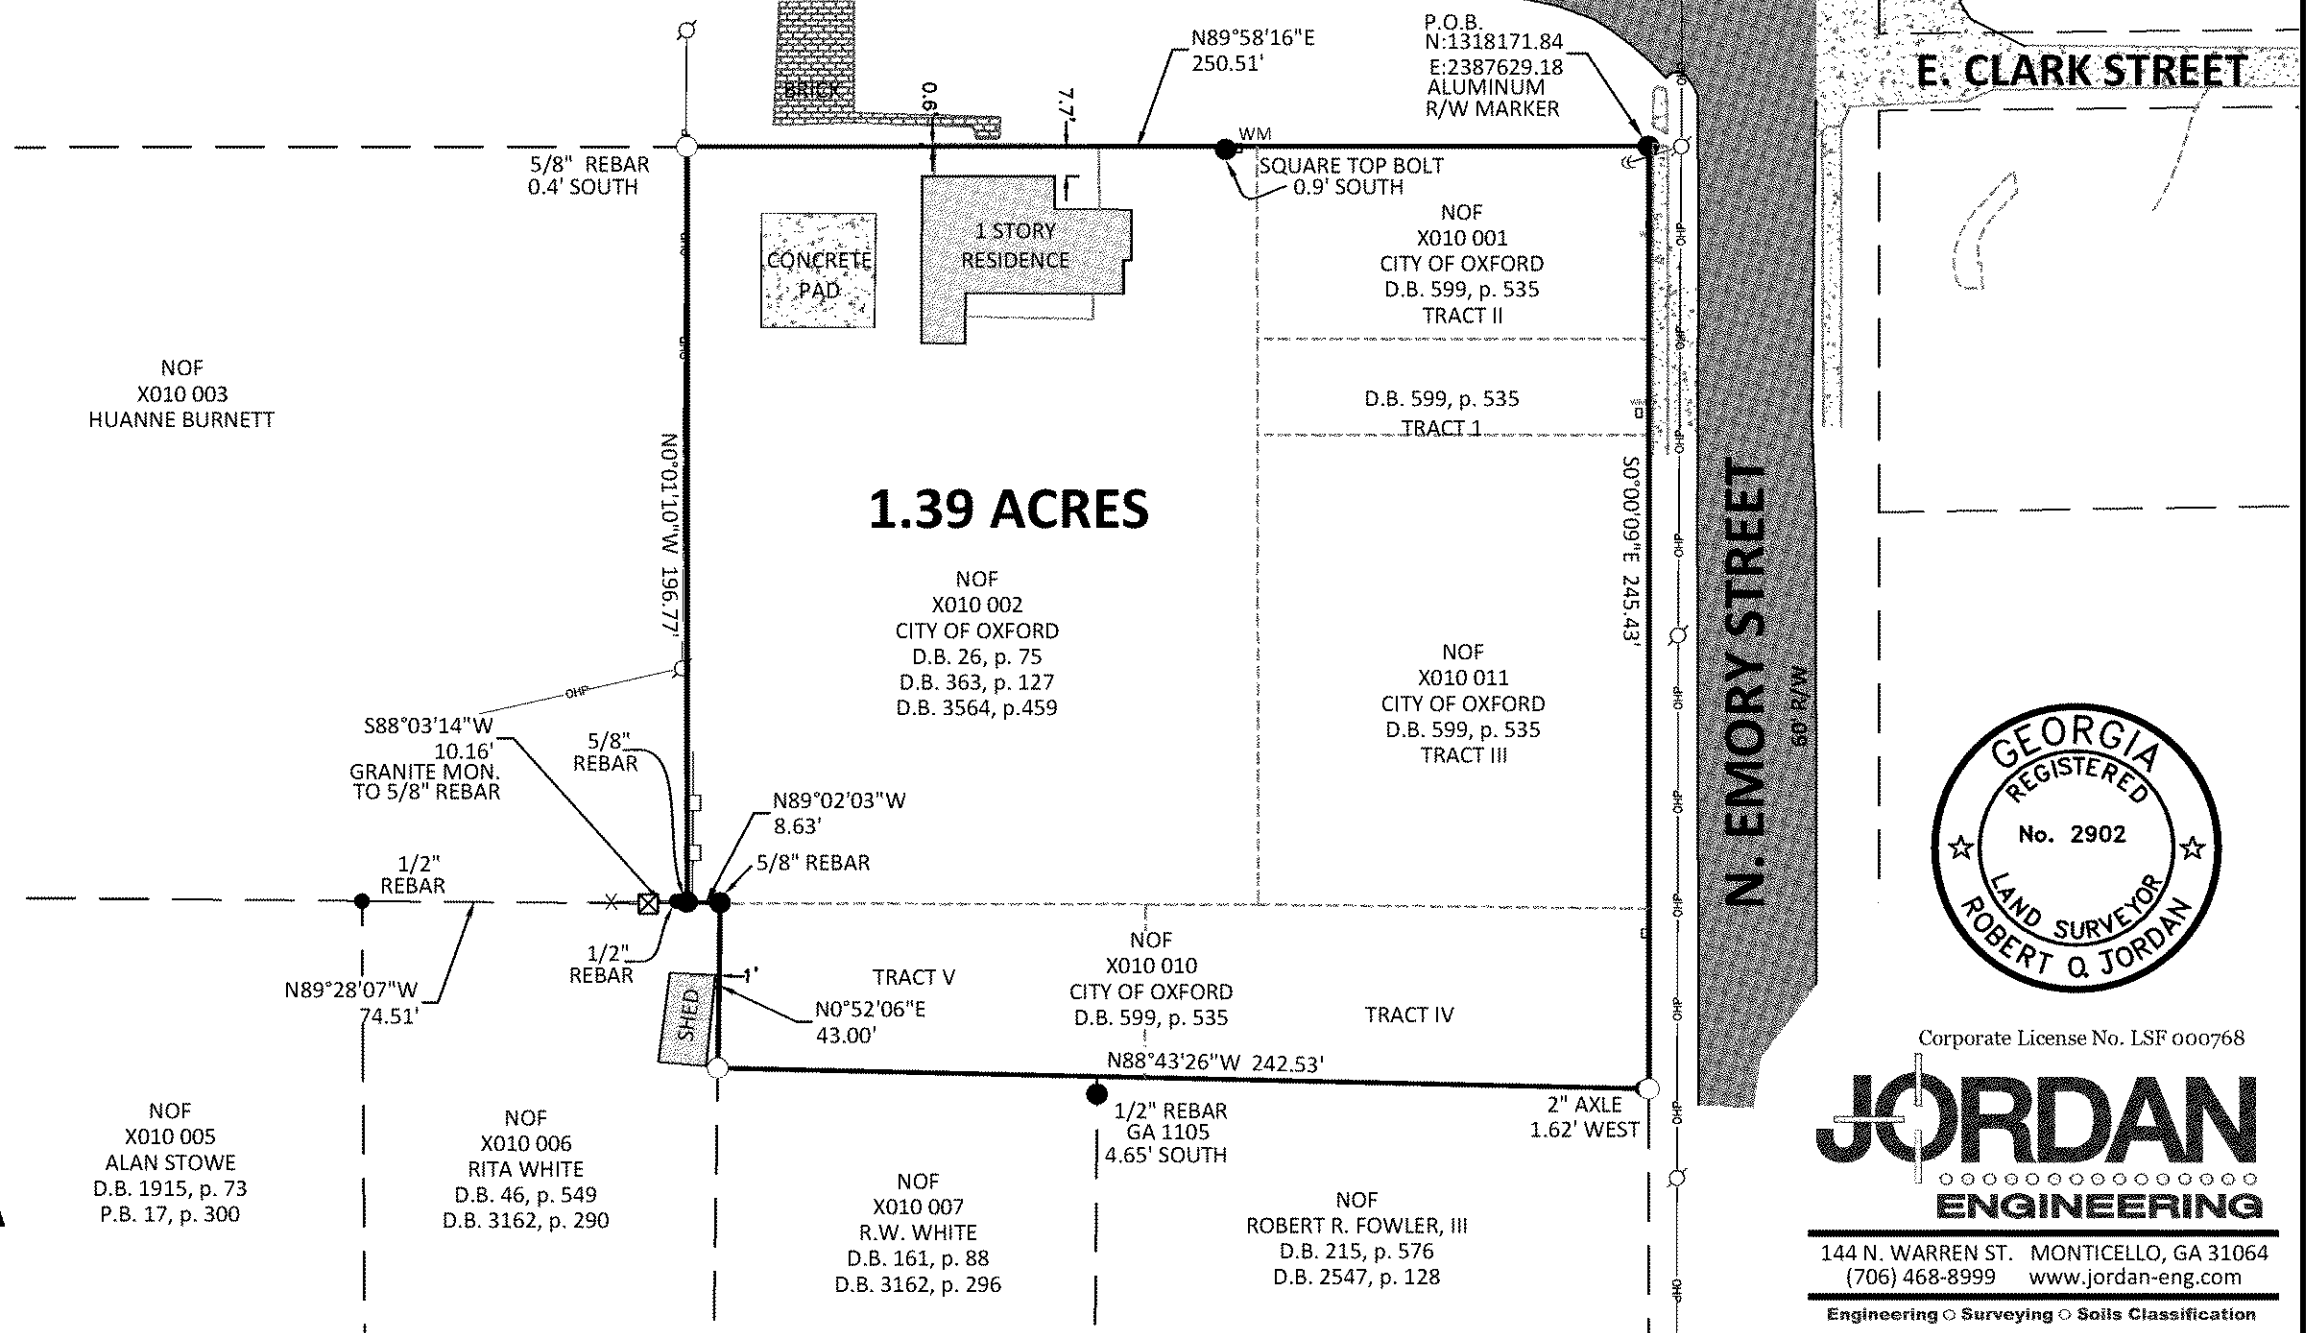 N89°58'16"E
250.51'
P.O.B.
N:1318171.84
E:2387629.18
ALUMINUM
R/W MARKER
E. CLARK STREET
BRICK
0.6'
7.7'
WM
5/8" REBAR
0.4' SOUTH
SQUARE TOP BOLT
0.9' SOUTH
CONCRETE
PAD
1 STORY
RESIDENCE
NOF
X010 001
CITY OF OXFORD
D.B. 599, p. 535
TRACT II
D.B. 599, p. 535
TRACT 1
NOF
X010 003
HUANNE BURNETT
N0°01'10"W 196.77'
1.39 ACRES
S0°00'09"E 245.43'
N. EMORY STREET
60' R/W
OHP
OHP
OHP
OHP
OHP
OHP
OHP
OHP
OHP
OHP
OHP
OHP
NOF
X010 002
CITY OF OXFORD
D.B. 26, p. 75
D.B. 363, p. 127
D.B. 3564, p.459
NOF
X010 011
CITY OF OXFORD
D.B. 599, p. 535
TRACT III
S88°03'14"W
10.16'
GRANITE MON.
TO 5/8" REBAR
5/8"
REBAR
N89°02'03"W
8.63'
5/8" REBAR
1/2"
REBAR
X
1/2"
REBAR
N89°28'07"W
74.51'
SHED
1'
TRACT V
N0°52'06"E
43.00'
NOF
X010 010
CITY OF OXFORD
D.B. 599, p. 535
TRACT IV
N88°43'26"W 242.53'
1/2" REBAR
GA 1105
4.65' SOUTH
2" AXLE
1.62' WEST
NOF
X010 005
ALAN STOWE
D.B. 1915, p. 73
P.B. 17, p. 300
NOF
X010 006
RITA WHITE
D.B. 46, p. 549
D.B. 3162, p. 290
NOF
X010 007
R.W. WHITE
D.B. 161, p. 88
D.B. 3162, p. 296
NOF
ROBERT R. FOWLER, III
D.B. 215, p. 576
D.B. 2547, p. 128
GEORGIA
REGISTERED
No. 2902
LAND SURVEYOR
ROBERT O. JORDAN
Corporate License No. LSF 000768
JORDAN
ENGINEERING
144 N. WARREN ST. MONTICELLO, GA 31064
(706) 468-8999 www.jordan-eng.com
Engineering ○ Surveying ○ Soils Classification